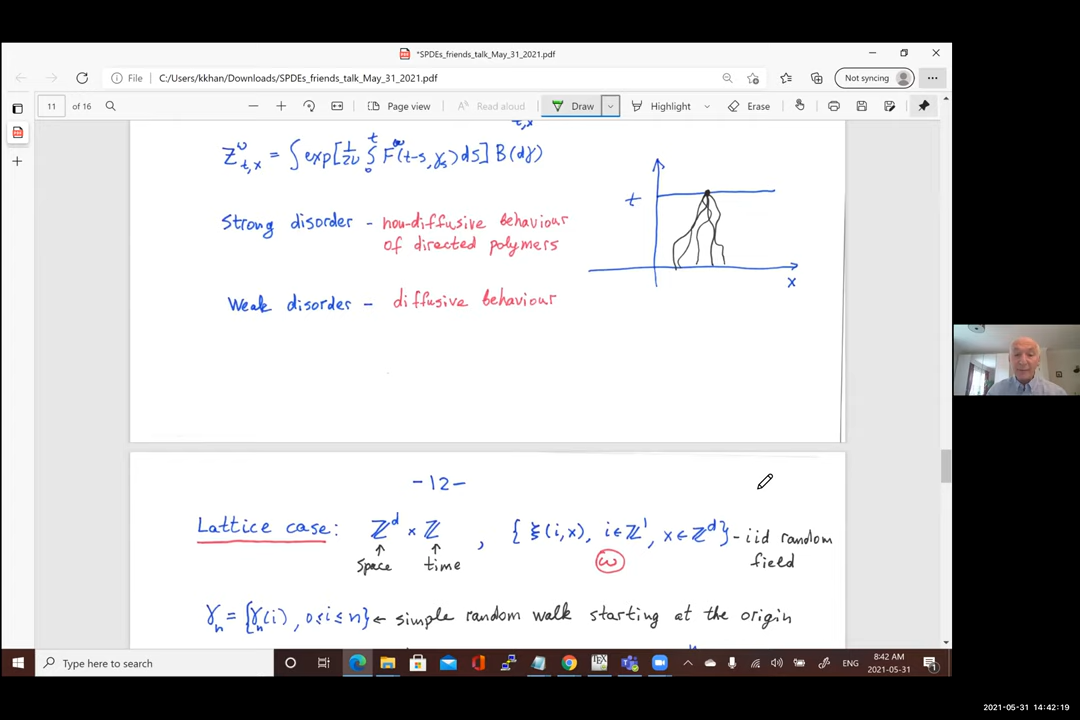 *SPDEs_friends_talk_May_31_2021.pdf
File C:/Users/kkhan/Downloads/SPDEs_friends_talk_May_31_2021.pdf
Not syncing
11 of 16
Page view
Read aloud
Draw
Highlight
Erase
t,x
Z^ω_{t,x} = ∫ exp[1/2ν ∫_0^t F^ω(t-s, γ_s) ds] B(dγ)
t
x
Strong disorder - non-diffusive behaviour
of directed polymers
Weak disorder - diffusive behaviour
-12-
Lattice case: ℤ^d × ℤ , {ξ(i,x), i∈ℤ^1, x∈ℤ^d} - iid random
↑ ↑ ω field
space time
γ_n = {γ_n(i), 0≤i≤n} ← simple random walk starting at the origin
n
Type here to search
ENG
8:42 AM
2021-05-31
1
2021-05-31 14:42:19